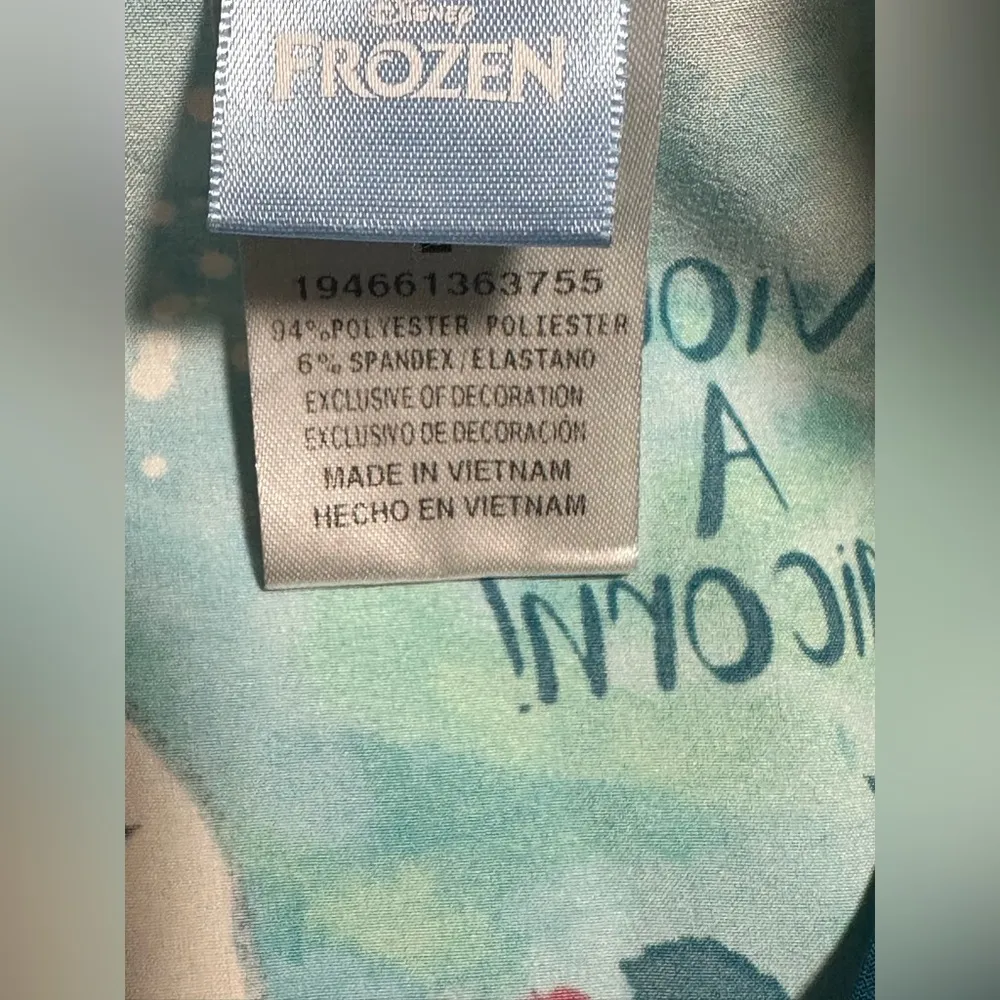 Disney
FROZEN
194661363755
94% POLYESTER POLIESTER
6% SPANDEX/ELASTANO
EXCLUSIVE OF DECORATION
EXCLUSIVO DE DECORACIÓN
MADE IN VIETNAM
HECHO EN VIETNAM
A